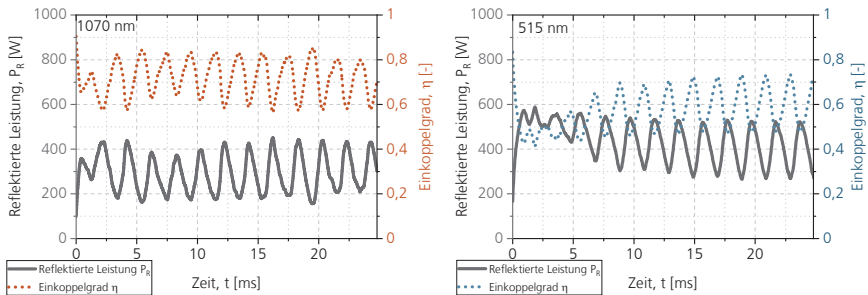 1070 nm
Reflektierte Leistung, P_R [W]
1000
800
600
400
200
0
0
5
10
15
20
Zeit, t [ms]
1
0,8
0,6
0,4
0,2
0
Einkoppelgrad, η [-]
Reflektierte Leistung P_R
Einkoppelgrad η
515 nm
Reflektierte Leistung, P_R [W]
1000
800
600
400
200
0
0
5
10
15
20
Zeit, t [ms]
1
0,8
0,6
0,4
0,2
0
Einkoppelgrad, η [-]
Reflektierte Leistung P_R
Einkoppelgrad η